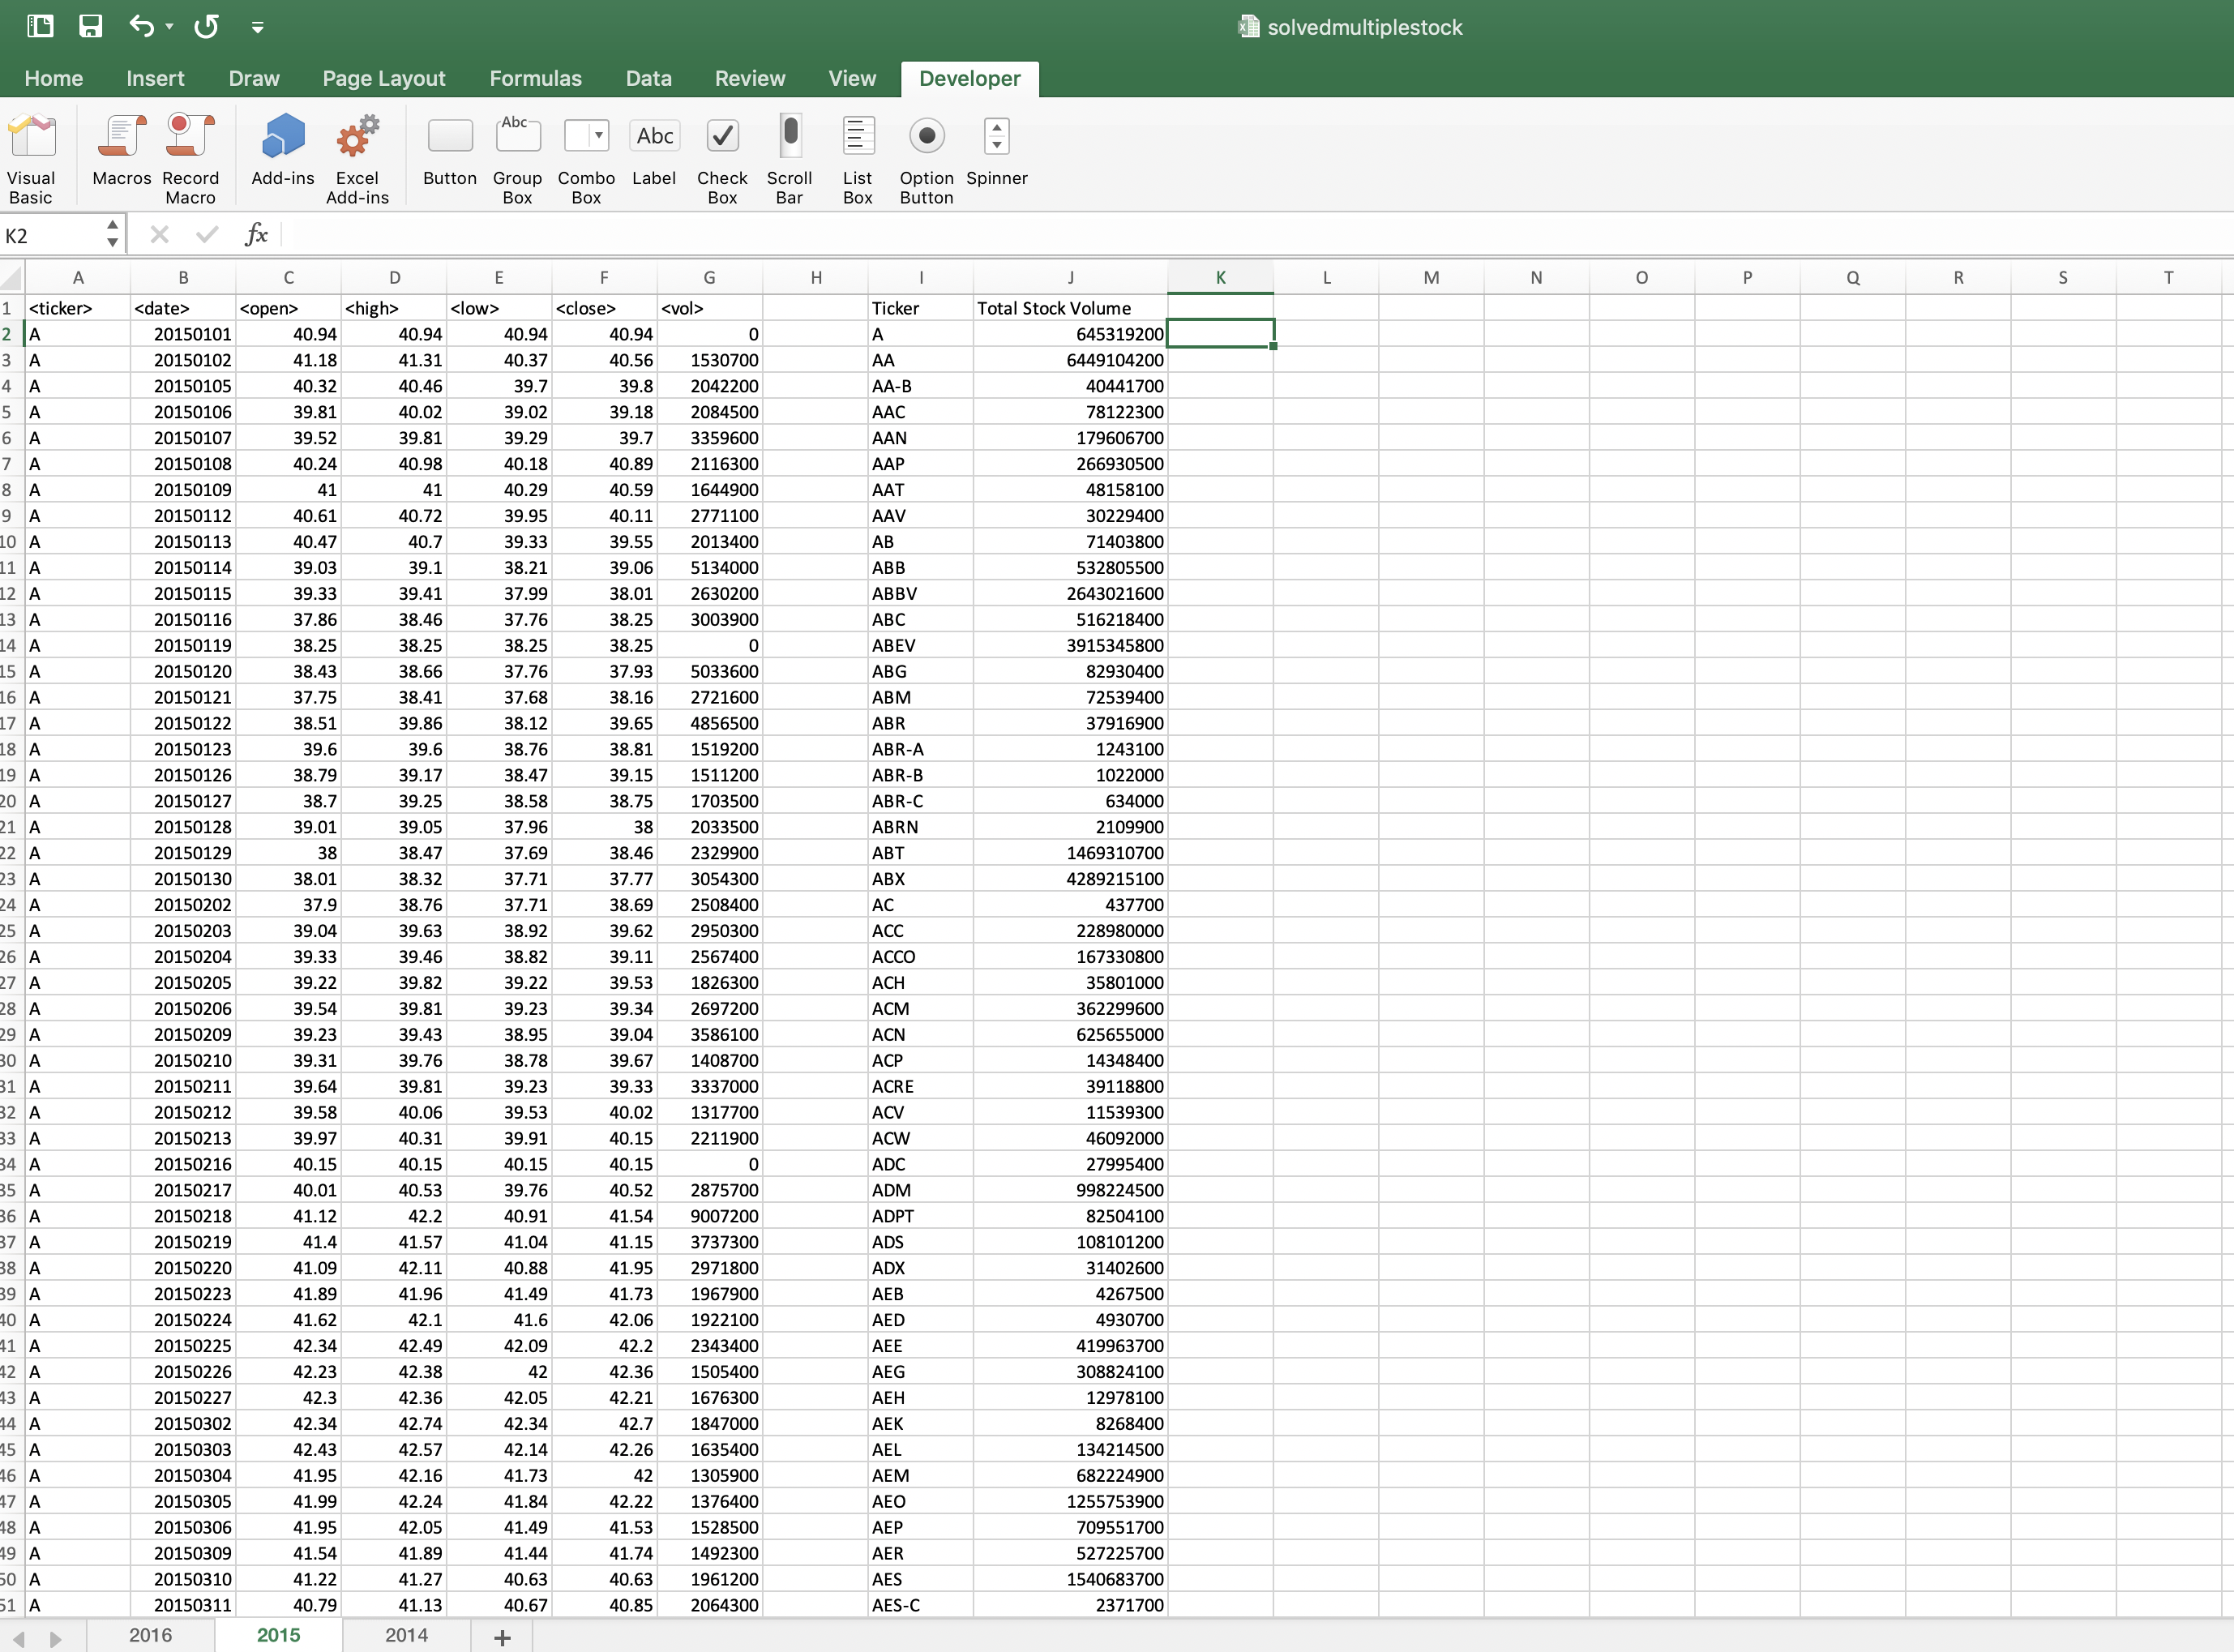 solvedmultiplestock
Home Insert Draw Page Layout Formulas Data Review View Developer
Abc Abc
Visual Basic Macros Record Macro Add-ins Excel Add-ins Button Group Box Combo Box Label Check Box Scroll Bar List Box Option Button Spinner
K2 fx
A B C D E F G H I J K L M N O P Q R S T
1 <ticker> <date> <open> <high> <low> <close> <vol> Ticker Total Stock Volume
2 A 20150101 40.94 40.94 40.94 40.94 0 A 645319200
3 A 20150102 41.18 41.31 40.37 40.56 1530700 AA 6449104200
4 A 20150105 40.32 40.46 39.7 39.8 2042200 AA-B 40441700
5 A 20150106 39.81 40.02 39.02 39.18 2084500 AAC 78122300
6 A 20150107 39.52 39.81 39.29 39.7 3359600 AAN 179606700
7 A 20150108 40.24 40.98 40.18 40.89 2116300 AAP 266930500
8 A 20150109 41 41 40.29 40.59 1644900 AAT 48158100
9 A 20150112 40.61 40.72 39.95 40.11 2771100 AAV 30229400
10 A 20150113 40.47 40.7 39.33 39.55 2013400 AB 71403800
11 A 20150114 39.03 39.1 38.21 39.06 5134000 ABB 532805500
12 A 20150115 39.33 39.41 37.99 38.01 2630200 ABBV 2643021600
13 A 20150116 37.86 38.46 37.76 38.25 3003900 ABC 516218400
14 A 20150119 38.25 38.25 38.25 38.25 0 ABEV 3915345800
15 A 20150120 38.43 38.66 37.76 37.93 5033600 ABG 82930400
16 A 20150121 37.75 38.41 37.68 38.16 2721600 ABM 72539400
17 A 20150122 38.51 39.86 38.12 39.65 4856500 ABR 37916900
18 A 20150123 39.6 39.6 38.76 38.81 1519200 ABR-A 1243100
19 A 20150126 38.79 39.17 38.47 39.15 1511200 ABR-B 1022000
20 A 20150127 38.7 39.25 38.58 38.75 1703500 ABR-C 634000
21 A 20150128 39.01 39.05 37.96 38 2033500 ABRN 2109900
22 A 20150129 38 38.47 37.69 38.46 2329900 ABT 1469310700
23 A 20150130 38.01 38.32 37.71 37.77 3054300 ABX 4289215100
24 A 20150202 37.9 38.76 37.71 38.69 2508400 AC 437700
25 A 20150203 39.04 39.63 38.92 39.62 2950300 ACC 228980000
26 A 20150204 39.33 39.46 38.82 39.11 2567400 ACCO 167330800
27 A 20150205 39.22 39.82 39.22 39.53 1826300 ACH 35801000
28 A 20150206 39.54 39.81 39.23 39.34 2697200 ACM 362299600
29 A 20150209 39.23 39.43 38.95 39.04 3586100 ACN 625655000
30 A 20150210 39.31 39.76 38.78 39.67 1408700 ACP 14348400
31 A 20150211 39.64 39.81 39.23 39.33 3337000 ACRE 39118800
32 A 20150212 39.58 40.06 39.53 40.02 1317700 ACV 11539300
33 A 20150213 39.97 40.31 39.91 40.15 2211900 ACW 46092000
34 A 20150216 40.15 40.15 40.15 40.15 0 ADC 27995400
35 A 20150217 40.01 40.53 39.76 40.52 2875700 ADM 998224500
36 A 20150218 41.12 42.2 40.91 41.54 9007200 ADPT 82504100
37 A 20150219 41.4 41.57 41.04 41.15 3737300 ADS 108101200
38 A 20150220 41.09 42.11 40.88 41.95 2971800 ADX 31402600
39 A 20150223 41.89 41.96 41.49 41.73 1967900 AEB 4267500
40 A 20150224 41.62 42.1 41.6 42.06 1922100 AED 4930700
41 A 20150225 42.34 42.49 42.09 42.2 2343400 AEE 419963700
42 A 20150226 42.23 42.38 42 42.36 1505400 AEG 308824100
43 A 20150227 42.3 42.36 42.05 42.21 1676300 AEH 12978100
44 A 20150302 42.34 42.74 42.34 42.7 1847000 AEK 8268400
45 A 20150303 42.43 42.57 42.14 42.26 1635400 AEL 134214500
46 A 20150304 41.95 42.16 41.73 42 1305900 AEM 682224900
47 A 20150305 41.99 42.24 41.84 42.22 1376400 AEO 1255753900
48 A 20150306 41.95 42.05 41.49 41.53 1528500 AEP 709551700
49 A 20150309 41.54 41.89 41.44 41.74 1492300 AER 527225700
50 A 20150310 41.22 41.27 40.63 40.63 1961200 AES 1540683700
51 A 20150311 40.79 41.13 40.67 40.85 2064300 AES-C 2371700
2016 2015 2014 +